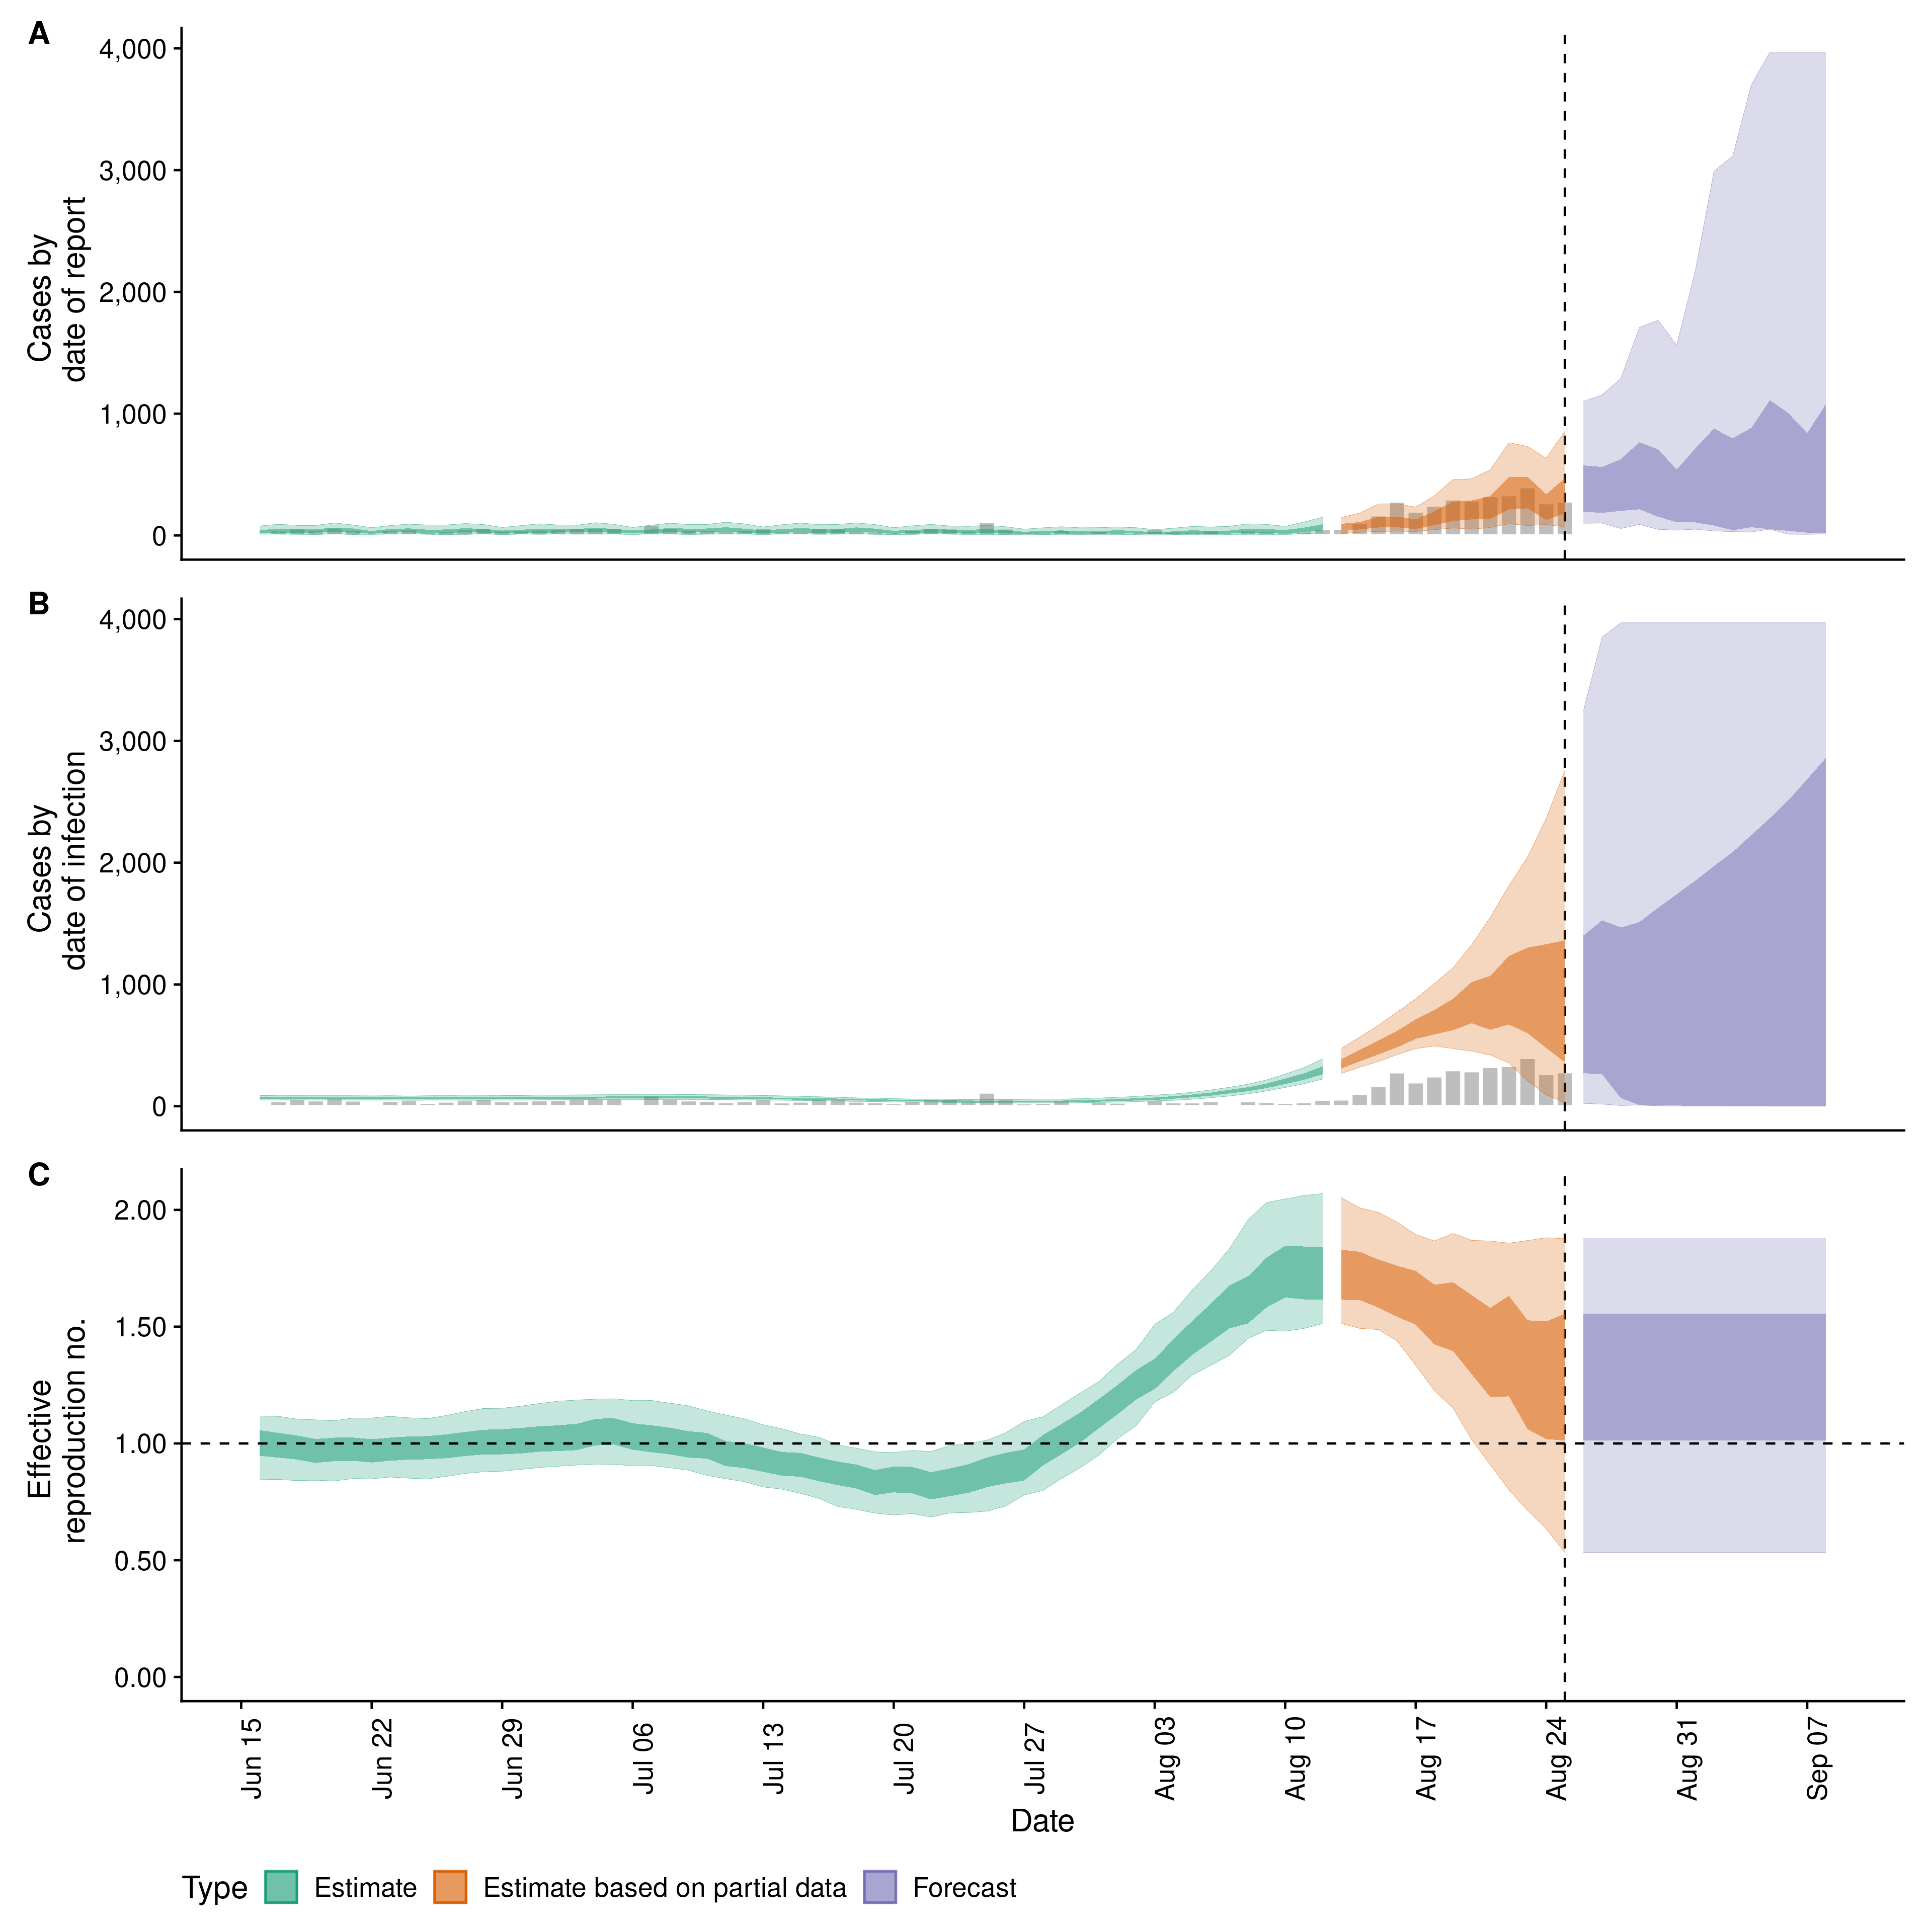 A
4,000
3,000
2,000
1,000
0
Cases by
date of report
B
4,000
3,000
2,000
1,000
0
Cases by
date of infection
C
2.00
1.50
1.00
0.50
0.00
Effective
reproduction no.
Jun 15
Jun 22
Jun 29
Jul 06
Jul 13
Jul 20
Jul 27
Aug 03
Aug 10
Aug 17
Aug 24
Aug 31
Sep 07
Date
Type
Estimate
Estimate based on partial data
Forecast